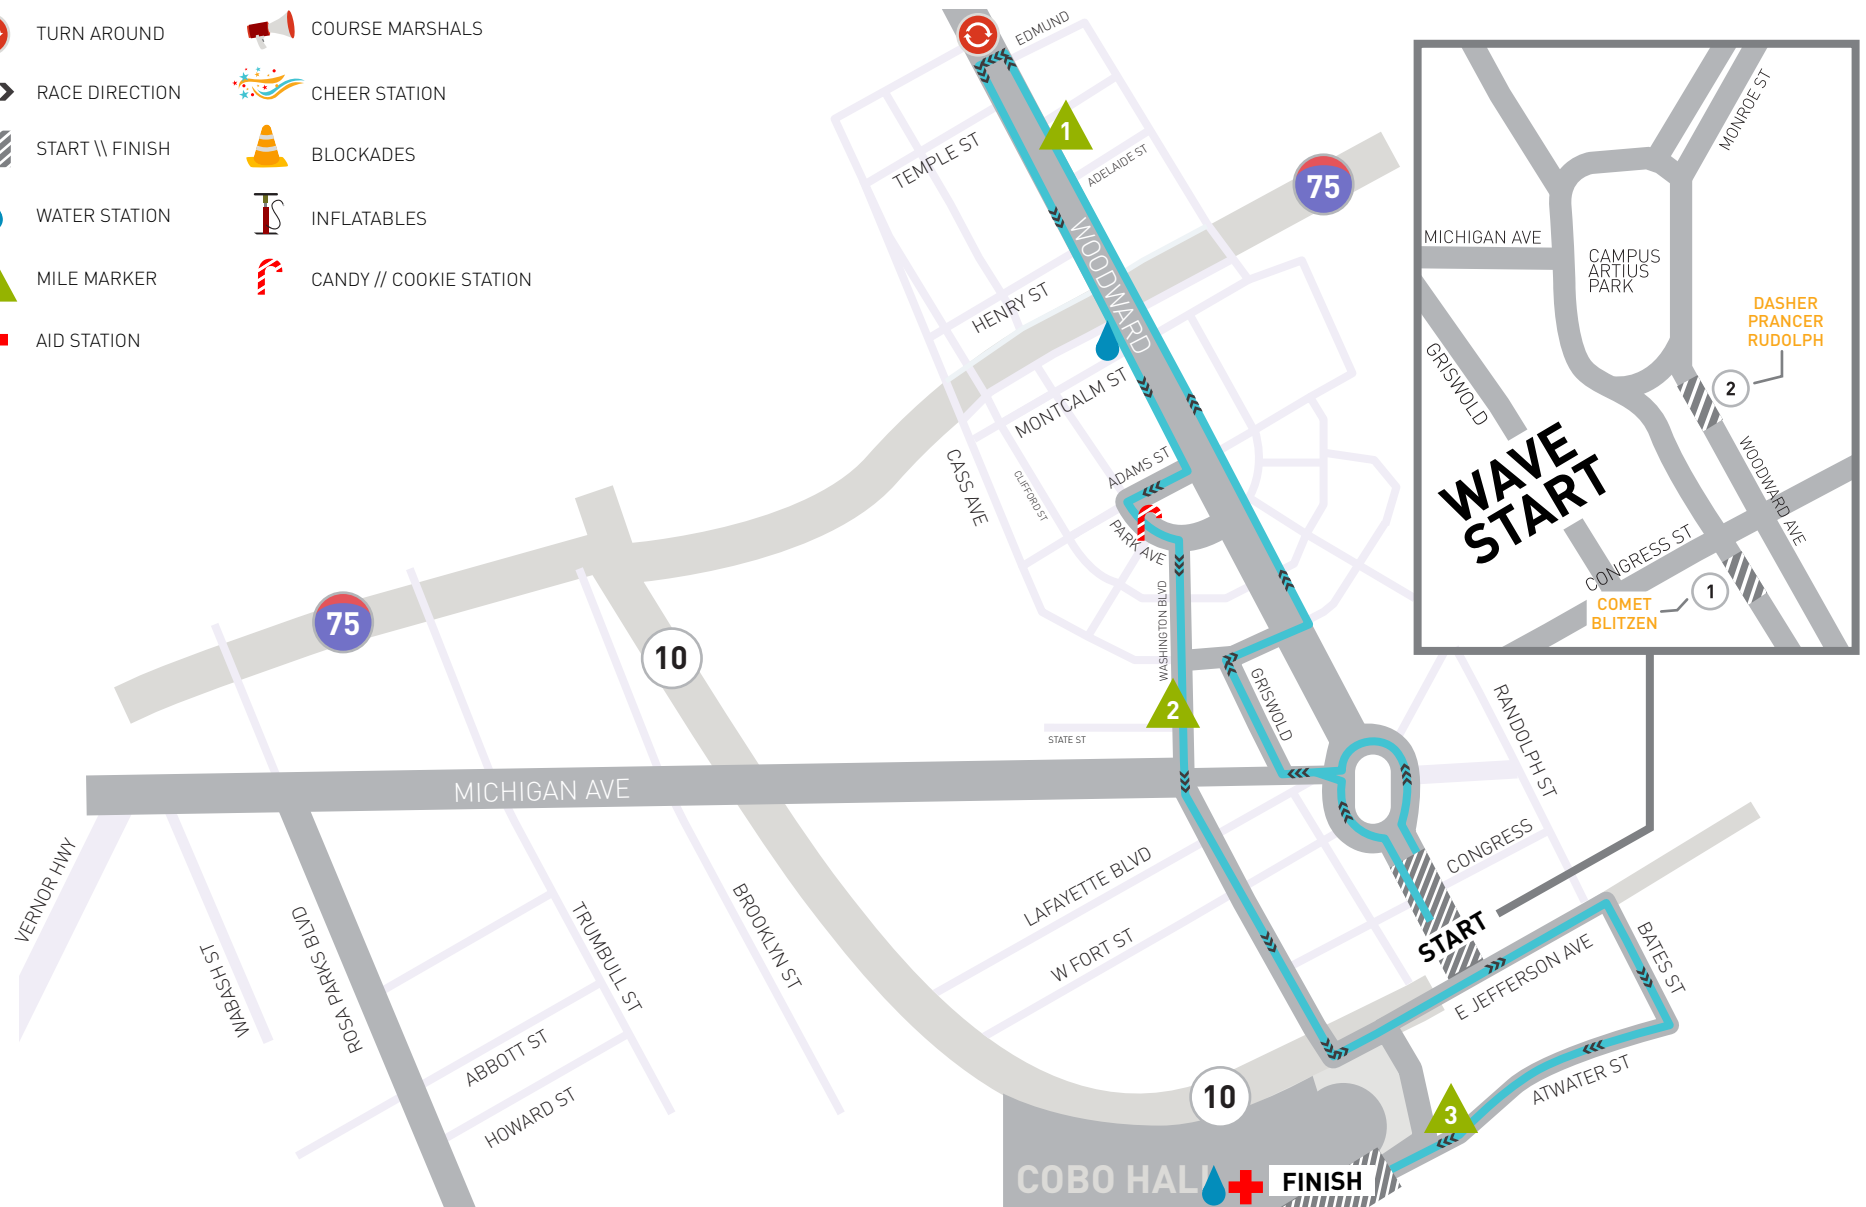 TURN AROUND
RACE DIRECTION
START \\ FINISH
WATER STATION
MILE MARKER
AID STATION
COURSE MARSHALS
CHEER STATION
BLOCKADES
INFLATABLES
CANDY // COOKIE STATION
EDMUND
1
TEMPLE ST
ADELAIDE ST
75
WOODWARD
HENRY ST
MONTCALM ST
ADAMS ST
CASS AVE
CLIFFORD ST
PARK AVE
WASHINGTON BLVD
75
10
2
GRISWOLD
STATE ST
RANDOLPH ST
MICHIGAN AVE
VERNOR HWY
WABASH ST
ROSA PARKS BLVD
TRUMBULL ST
BROOKLYN ST
ABBOTT ST
HOWARD ST
LAFAYETTE BLVD
W FORT ST
CONGRESS
START
E JEFFERSON AVE
BATES ST
ATWATER ST
10
3
COBO HALL
FINISH
MONROE ST
MICHIGAN AVE
CAMPUS
ARTIUS
PARK
DASHER
PRANCER
RUDOLPH
2
GRISWOLD
WAVE
START
WOODWARD AVE
CONGRESS ST
1
COMET
BLITZEN